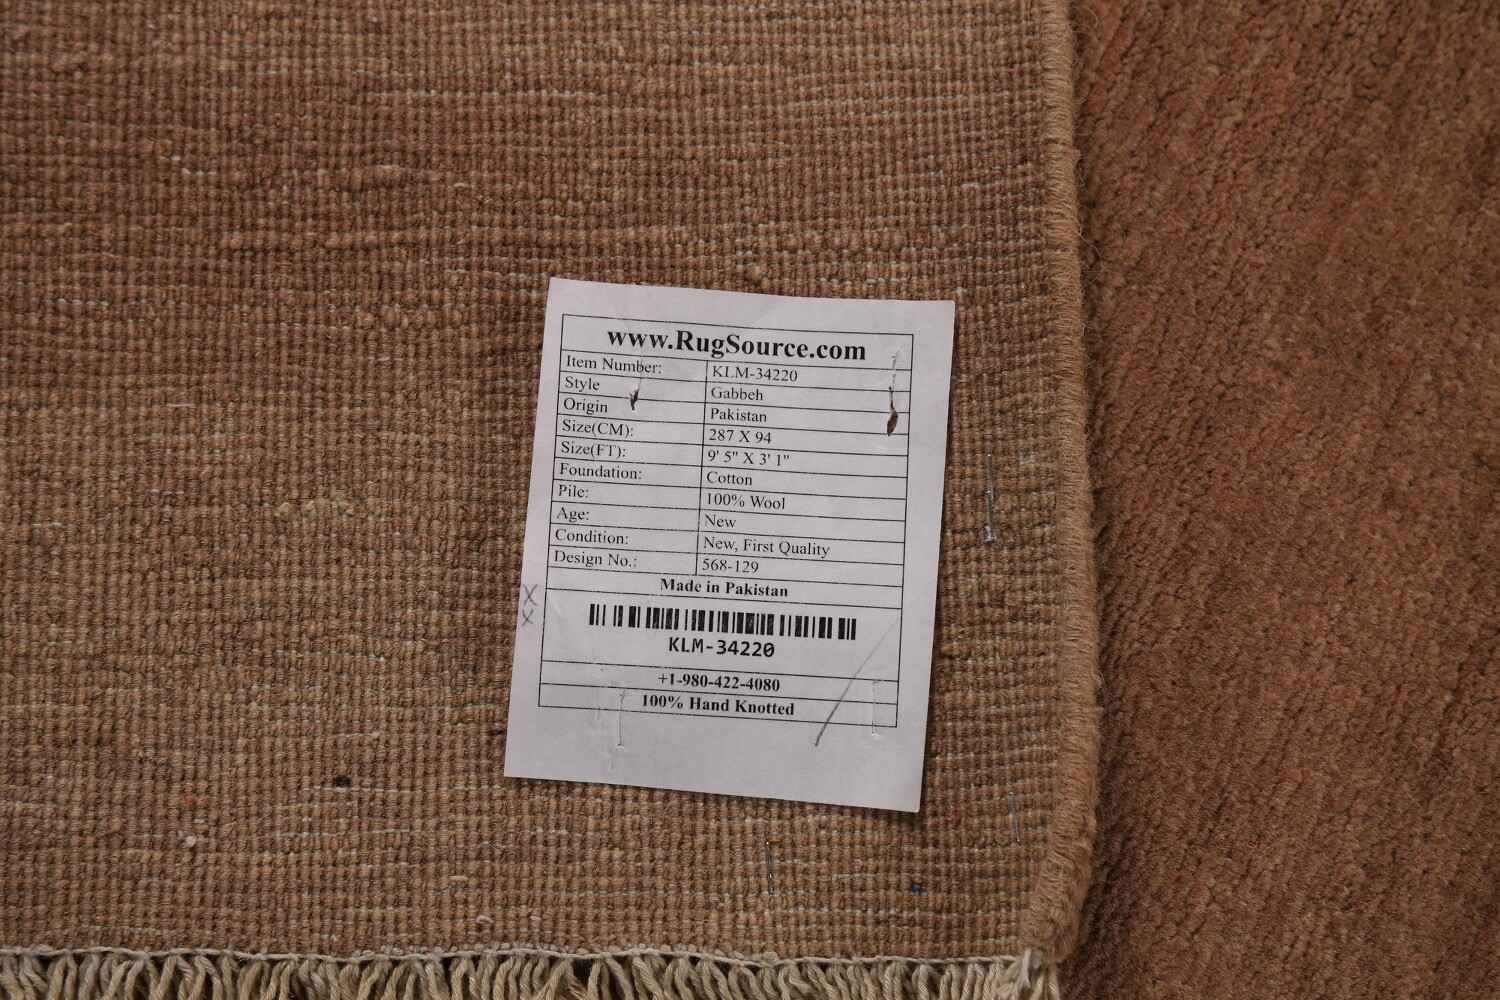 www.RugSource.com
Item Number: KLM-34220
Style Gabbeh
Origin Pakistan
Size(CM): 287 X 94
Size(FT): 9' 5" X 3' 1"
Foundation: Cotton
Pile: 100% Wool
Age: New
Condition: New, First Quality
Design No.: 568-129
Made in Pakistan
KLM-34220
+1-980-422-4080
100% Hand Knotted
X
X